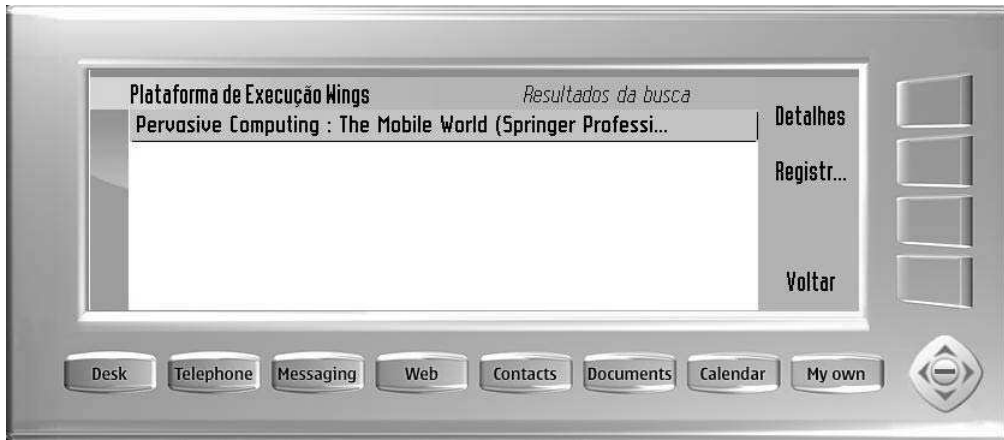 Plataforma de Execução Wings Resultados da busca
Pervasive Computing : The Mobile World (Springer Professi...
Detalhes
Registr...
Voltar
Desk Telephone Messaging Web Contacts Documents Calendar My own